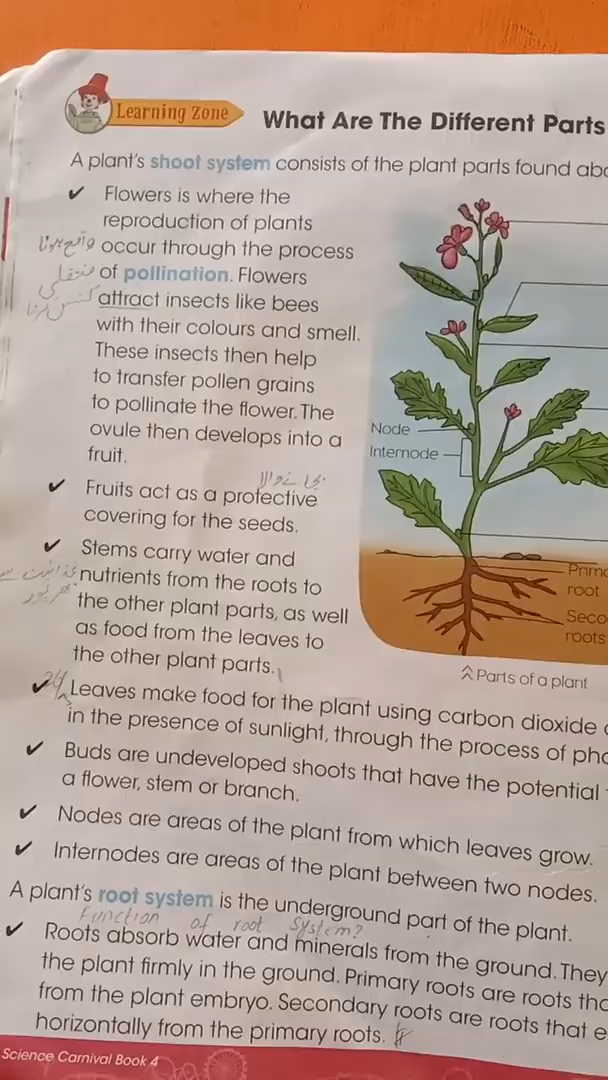 Learning Zone
What Are The Different Parts
A plant's shoot system consists of the plant parts found abo
✔ Flowers is where the
reproduction of plants
واقع ہونا
occur through the process
منتقلی
of pollination. Flowers
attract insects like bees
with their colours and smell.
These insects then help
to transfer pollen grains
to pollinate the flower. The
ovule then develops into a
fruit.
✔ Fruits act as a protective
covering for the seeds.
✔ Stems carry water and
nutrients from the roots to
the other plant parts, as well
as food from the leaves to
the other plant parts.
✔ Leaves make food for the plant using carbon dioxide
in the presence of sunlight, through the process of pho
✔ Buds are undeveloped shoots that have the potential
a flower, stem or branch.
✔ Nodes are areas of the plant from which leaves grow.
✔ Internodes are areas of the plant between two nodes.
A plant's root system is the underground part of the plant.
Function of root system?
✔ Roots absorb water and minerals from the ground. They
the plant firmly in the ground. Primary roots are roots tha
from the plant embryo. Secondary roots are roots that e
horizontally from the primary roots.
Node
Internode
Prima
root
Seco
roots
Parts of a plant
Science Carnival Book 4